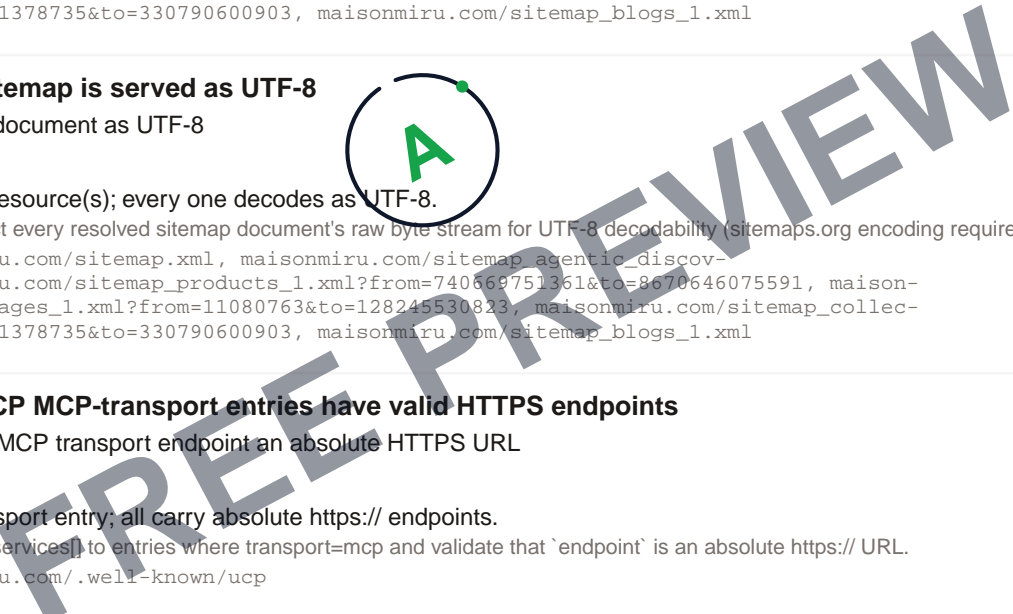 1378735&to=330790600903, maisonmiru.com/sitemap_blogs_1.xml
temap is served as UTF-8
document as UTF-8
A
esource(s); every one decodes as UTF-8.
t every resolved sitemap document's raw byte stream for UTF-8 decodability (sitemaps.org encoding require
u.com/sitemap.xml, maisonmiru.com/sitemap_agentic_discov-
u.com/sitemap_products_1.xml?from=740669751361&to=8670646075591, maison-
ages_1.xml?from=11080763&to=128245530823, maisonmiru.com/sitemap_collec-
1378735&to=330790600903, maisonmiru.com/sitemap_blogs_1.xml
CP MCP-transport entries have valid HTTPS endpoints
MCP transport endpoint an absolute HTTPS URL
sport entry; all carry absolute https:// endpoints.
services[] to entries where transport=mcp and validate that `endpoint` is an absolute https:// URL.
u.com/.well-known/ucp
FREE PREVIEW